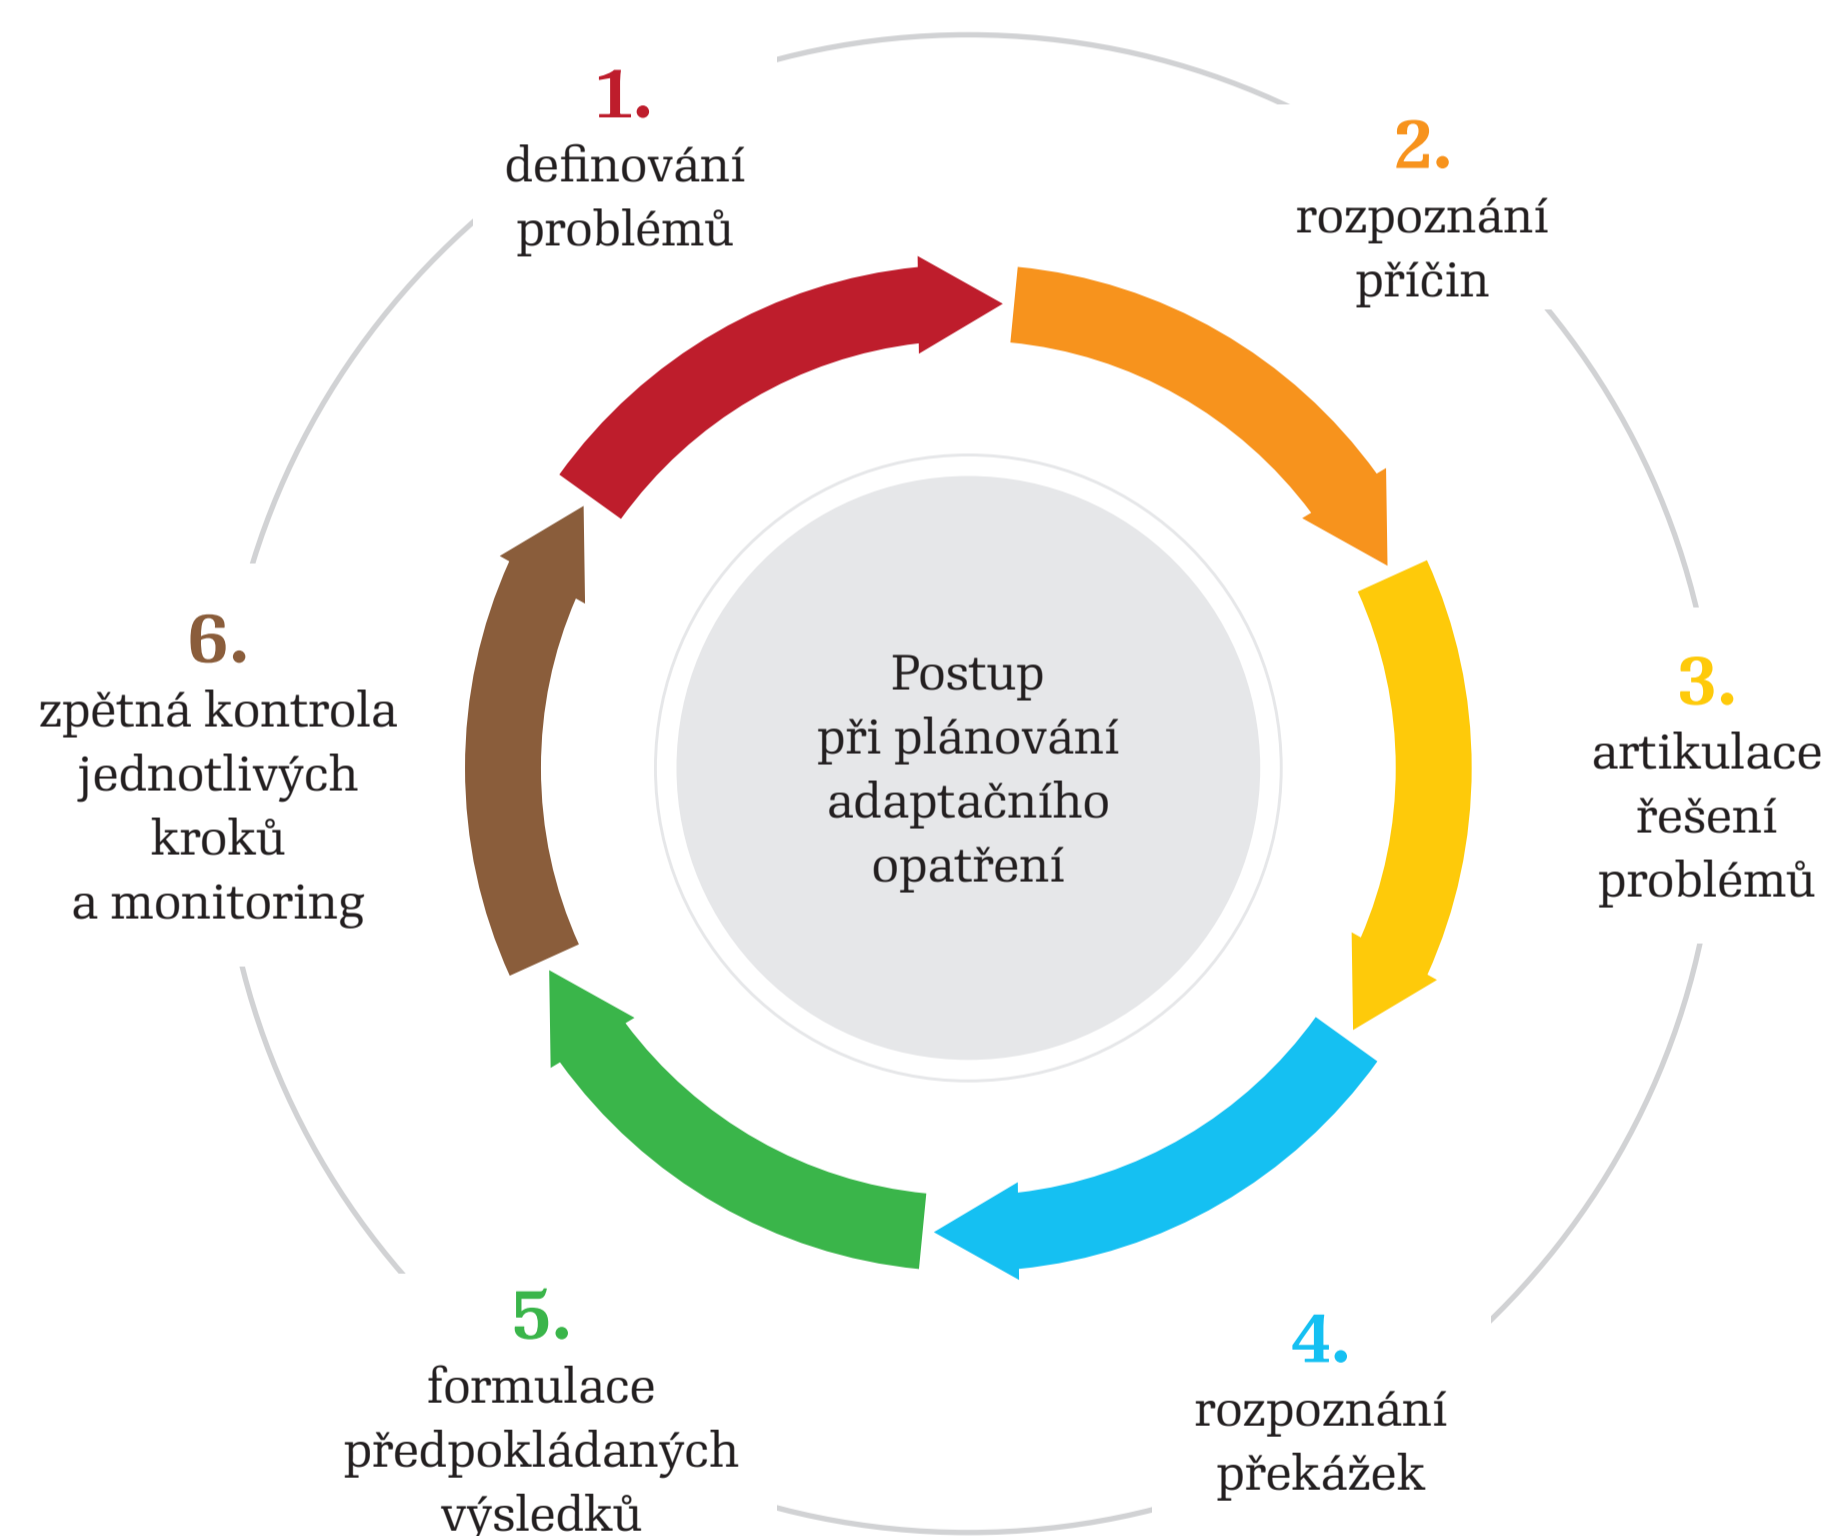 1.
definování
problémů
2.
rozpoznání
příčin
3.
artikulace
řešení
problémů
4.
rozpoznání
překážek
5.
formulace
předpokládaných
výsledků
6.
zpětná kontrola
jednotlivých
kroků
a monitoring
Postup
při plánování
adaptačního
opatření